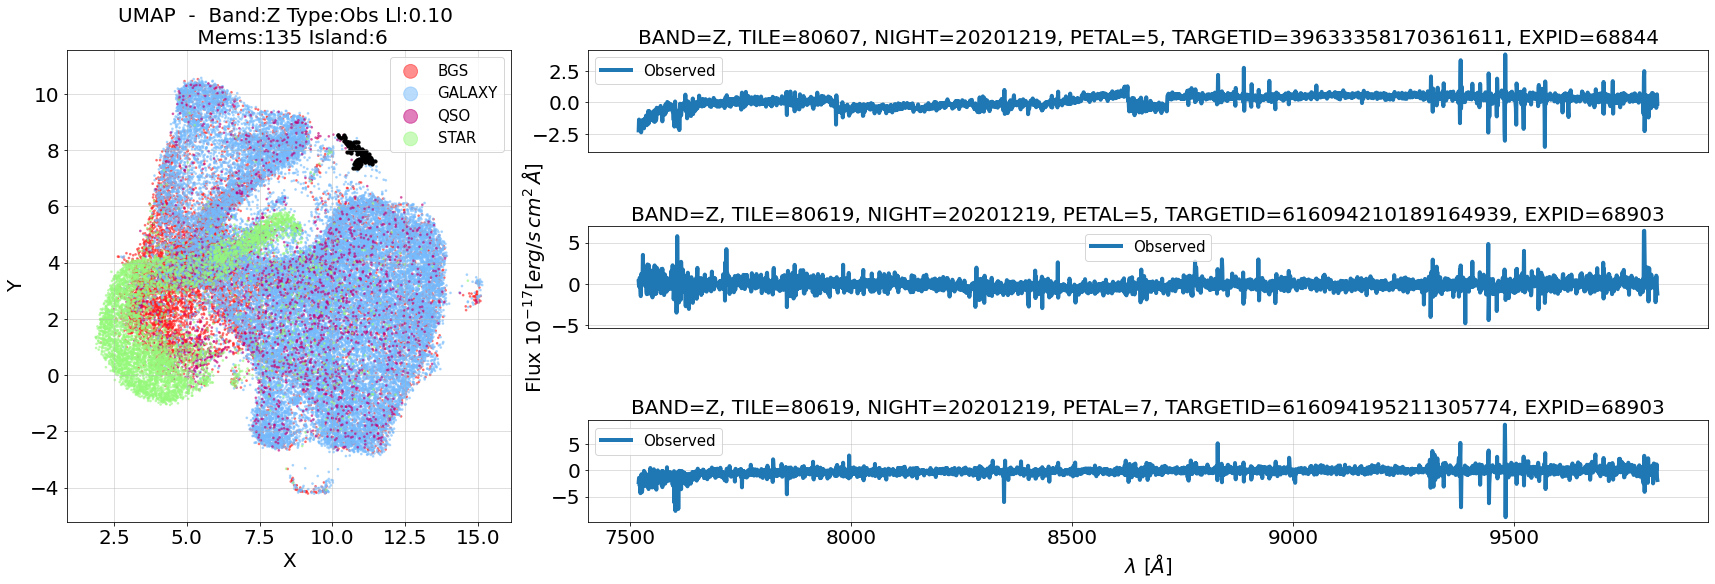 UMAP  -  Band:Z Type:Obs Ll:0.10
Mems:135 Island:6
BGS
GALAXY
QSO
STAR
10
8
6
4
2
0
−2
−4
Y
2.5 5.0 7.5 10.0 12.5 15.0
X
BAND=Z, TILE=80607, NIGHT=20201219, PETAL=5, TARGETID=39633358170361611, EXPID=68844
Observed
2.5
0.0
−2.5
Flux 10⁻¹⁷[erg/s cm² Å]
BAND=Z, TILE=80619, NIGHT=20201219, PETAL=5, TARGETID=616094210189164939, EXPID=68903
Observed
5
0
−5
BAND=Z, TILE=80619, NIGHT=20201219, PETAL=7, TARGETID=616094195211305774, EXPID=68903
Observed
5
0
−5
7500 8000 8500 9000 9500
λ [Å]